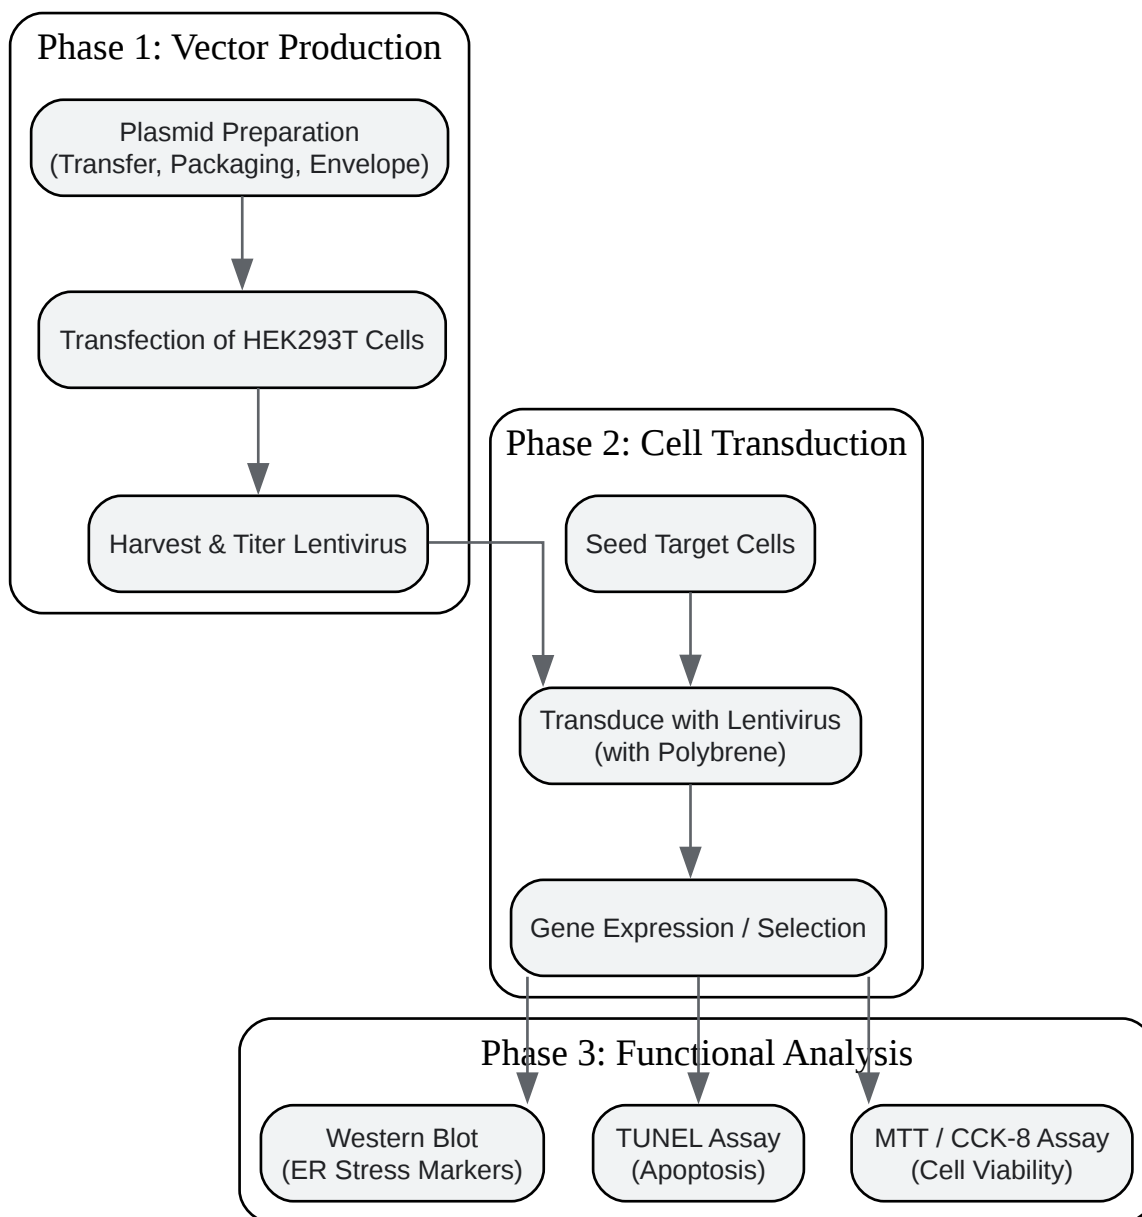 Phase 1: Vector Production
Plasmid Preparation
(Transfer, Packaging, Envelope)
Transfection of HEK293T Cells
Harvest & Titer Lentivirus
Phase 2: Cell Transduction
Seed Target Cells
Transduce with Lentivirus
(with Polybrene)
Gene Expression / Selection
Phase 3: Functional Analysis
Western Blot
(ER Stress Markers)
TUNEL Assay
(Apoptosis)
MTT / CCK-8 Assay
(Cell Viability)